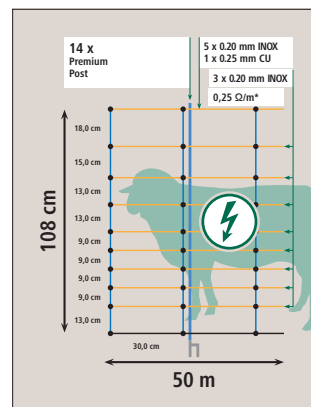 14 x
Premium
Post
5 x 0.20 mm INOX
1 x 0.25 mm CU
3 x 0.20 mm INOX
0,25 Ω/m*
108 cm
18,0 cm
15,0 cm
13,0 cm
13,0 cm
9,0 cm
9,0 cm
9,0 cm
9,0 cm
13,0 cm
30,0 cm
50 m